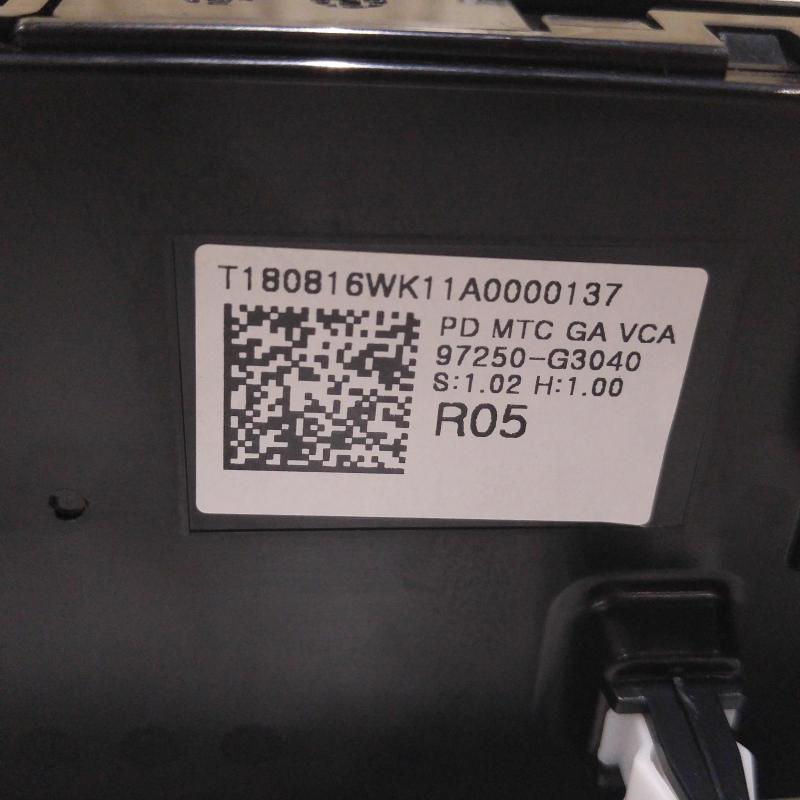 T180816WK11A0000137
PD MTC GA VCA
97250-G3040
S:1.02 H:1.00
R05